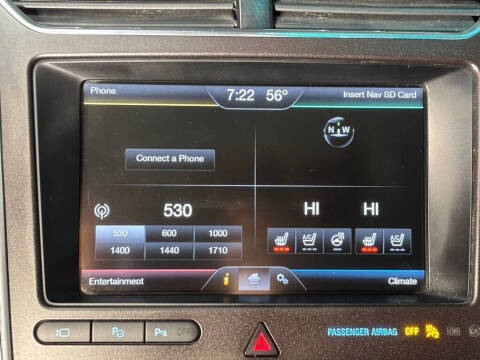 Phone
7:22 56°
Insert Nav SD Card
N W
Connect a Phone
530
HI HI
530 600 1000
1400 1440 1710
A/C A/C
Entertainment
i
Climate
P
P OFF
PASSENGER AIRBAG OFF